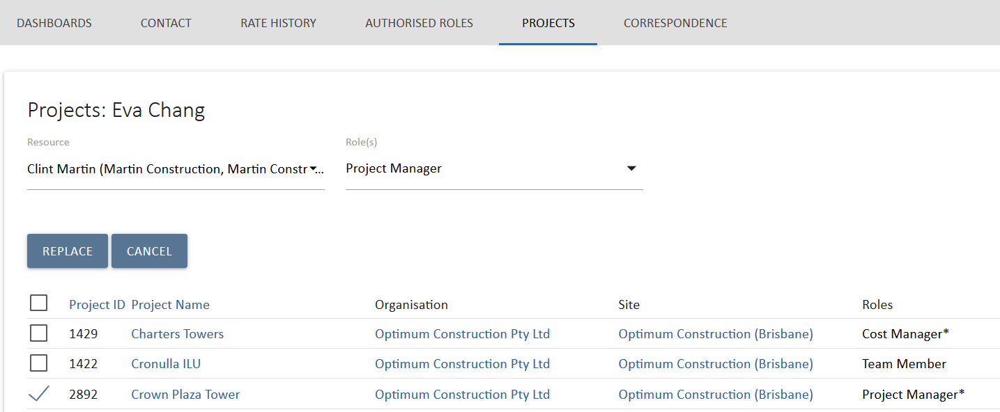 DASHBOARDS CONTACT RATE HISTORY AUTHORISED ROLES PROJECTS CORRESPONDENCE
Projects: Eva Chang
Resource Role(s)
Clint Martin (Martin Construction, Martin Constr... Project Manager
REPLACE CANCEL
Project ID Project Name Organisation Site Roles
1429 Charters Towers Optimum Construction Pty Ltd Optimum Construction (Brisbane) Cost Manager*
1422 Cronulla ILU Optimum Construction Pty Ltd Optimum Construction (Brisbane) Team Member
2892 Crown Plaza Tower Optimum Construction Pty Ltd Optimum Construction (Brisbane) Project Manager*